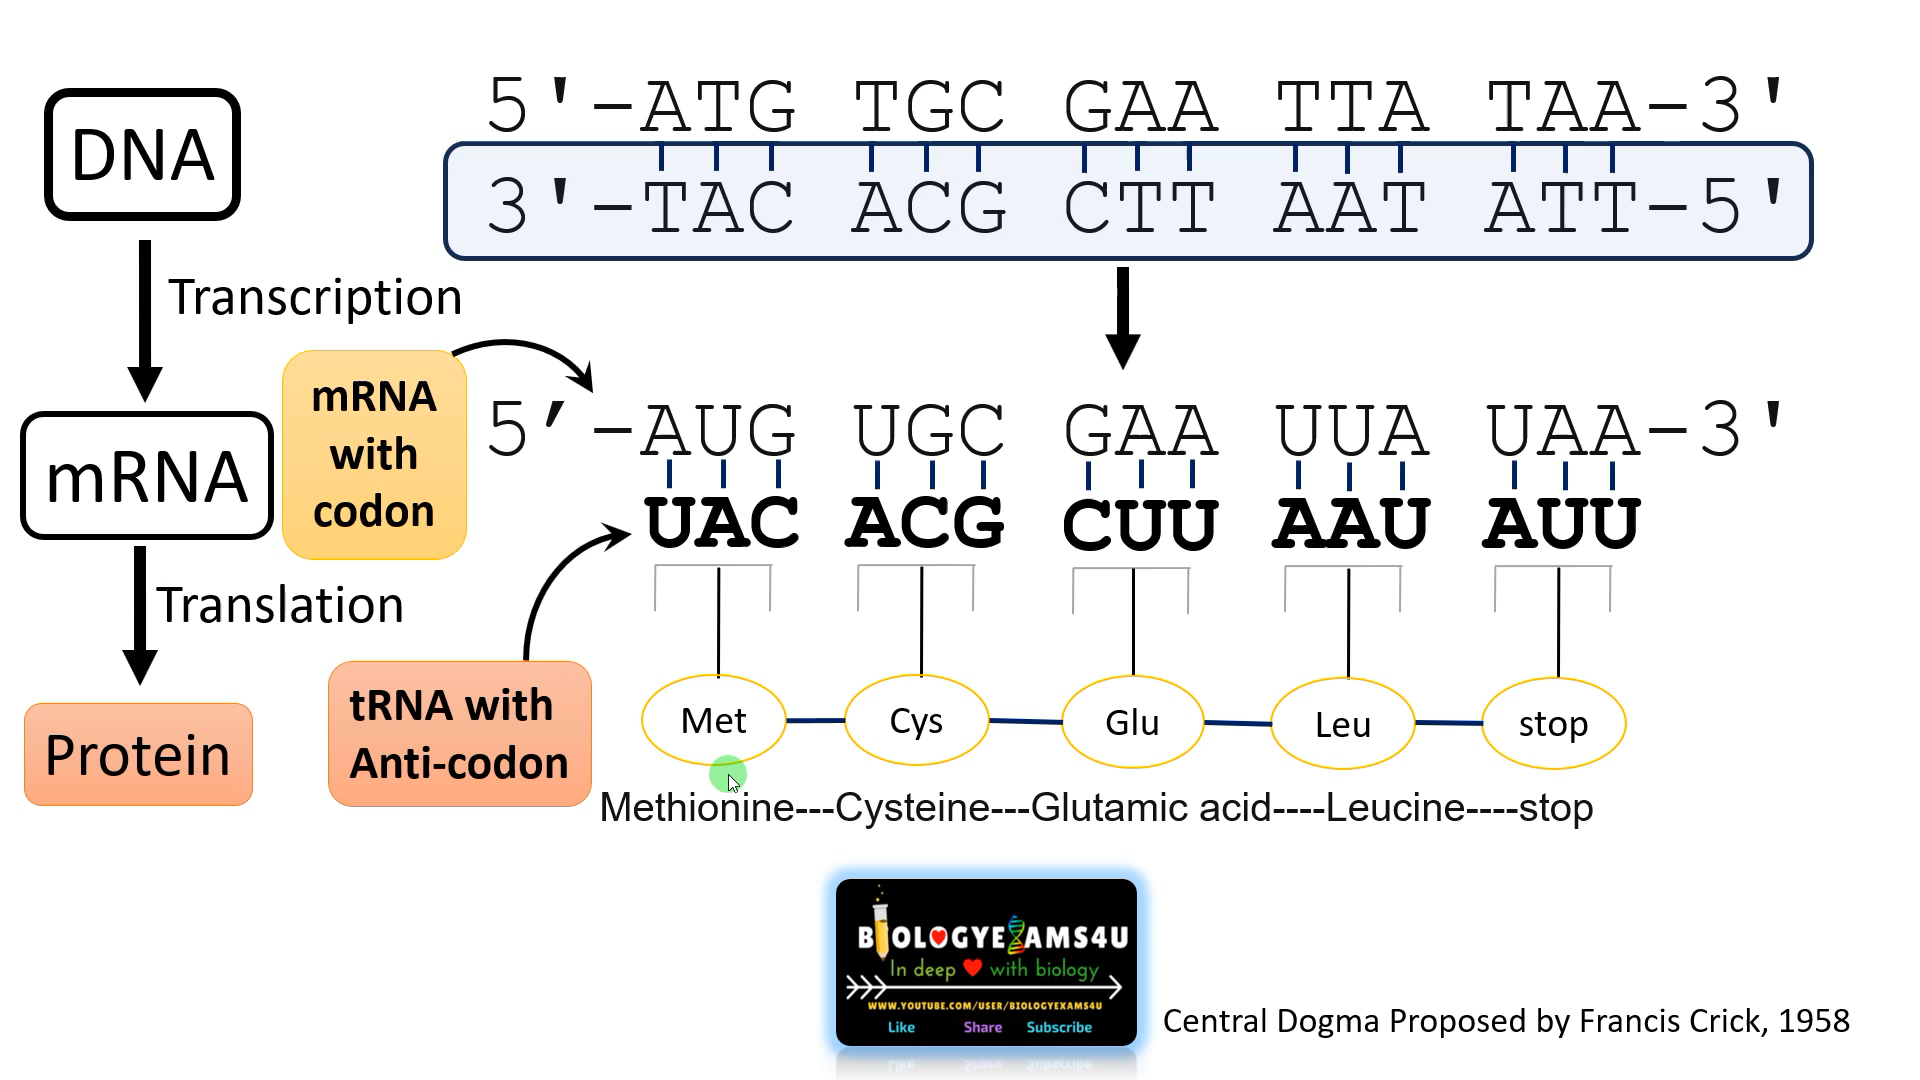 DNA
5'-ATG TGC GAA TTA TAA-3'
3'-TAC ACG CTT AAT ATT-5'
Transcription
mRNA
with
codon
mRNA
5’-AUG UGC GAA UUA UAA-3'
UAC ACG CUU AAU AUU
Translation
tRNA with
Anti-codon
Protein
Met Cys Glu Leu stop
Methionine---Cysteine---Glutamic acid----Leucine----stop
BIOLOGYEXAMS4U
In deep ❤ with biology
WWW.YOUTUBE.COM/USER/BIOLOGYEXAMS4U
Like Share Subscribe
Central Dogma Proposed by Francis Crick, 1958